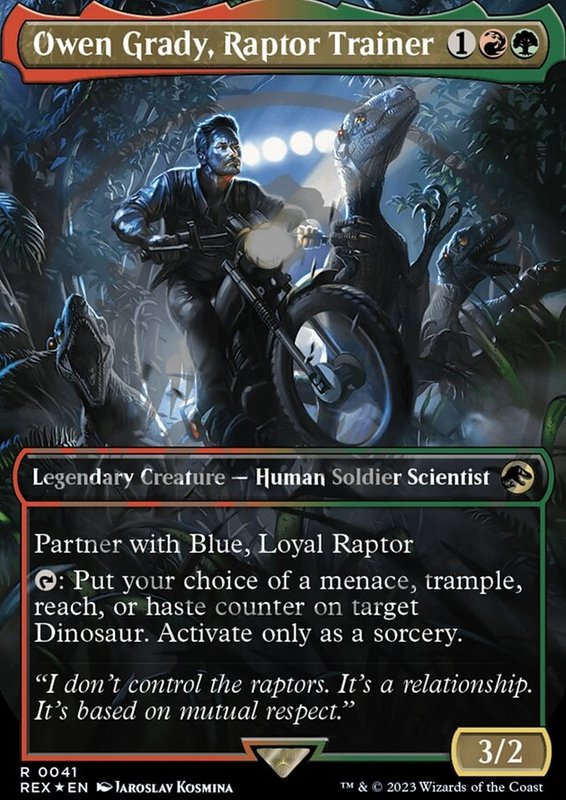 Owen Grady, Raptor Trainer 1
Legendary Creature — Human Soldier Scientist
Partner with Blue, Loyal Raptor
: Put your choice of a menace, trample,
reach, or haste counter on target
Dinosaur. Activate only as a sorcery.
“I don’t control the raptors. It’s a relationship.
It’s based on mutual respect.”
3/2
R 0041
REX★EN Jaroslav Kosmina
™ & © 2023 Wizards of the Coast